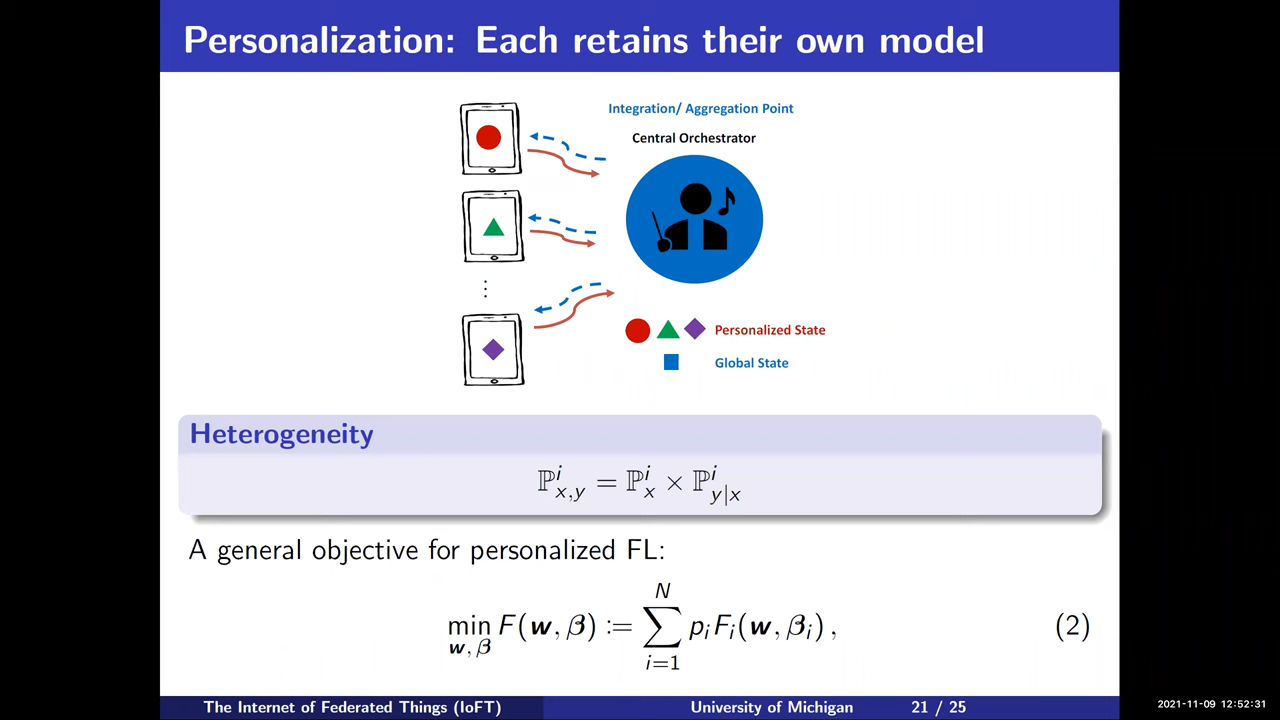 Personalization: Each retains their own model
Integration/ Aggregation Point
Central Orchestrator
⋮
Personalized State
Global State
Heterogeneity
ℙ^i_{x,y} = ℙ^i_x × ℙ^i_{y|x}
A general objective for personalized FL:
min_{w,β} F(w, β) := ∑_{i=1}^{N} p_i F_i(w, β_i) , (2)
The Internet of Federated Things (IoFT) University of Michigan 21 / 25
2021-11-09 12:52:31